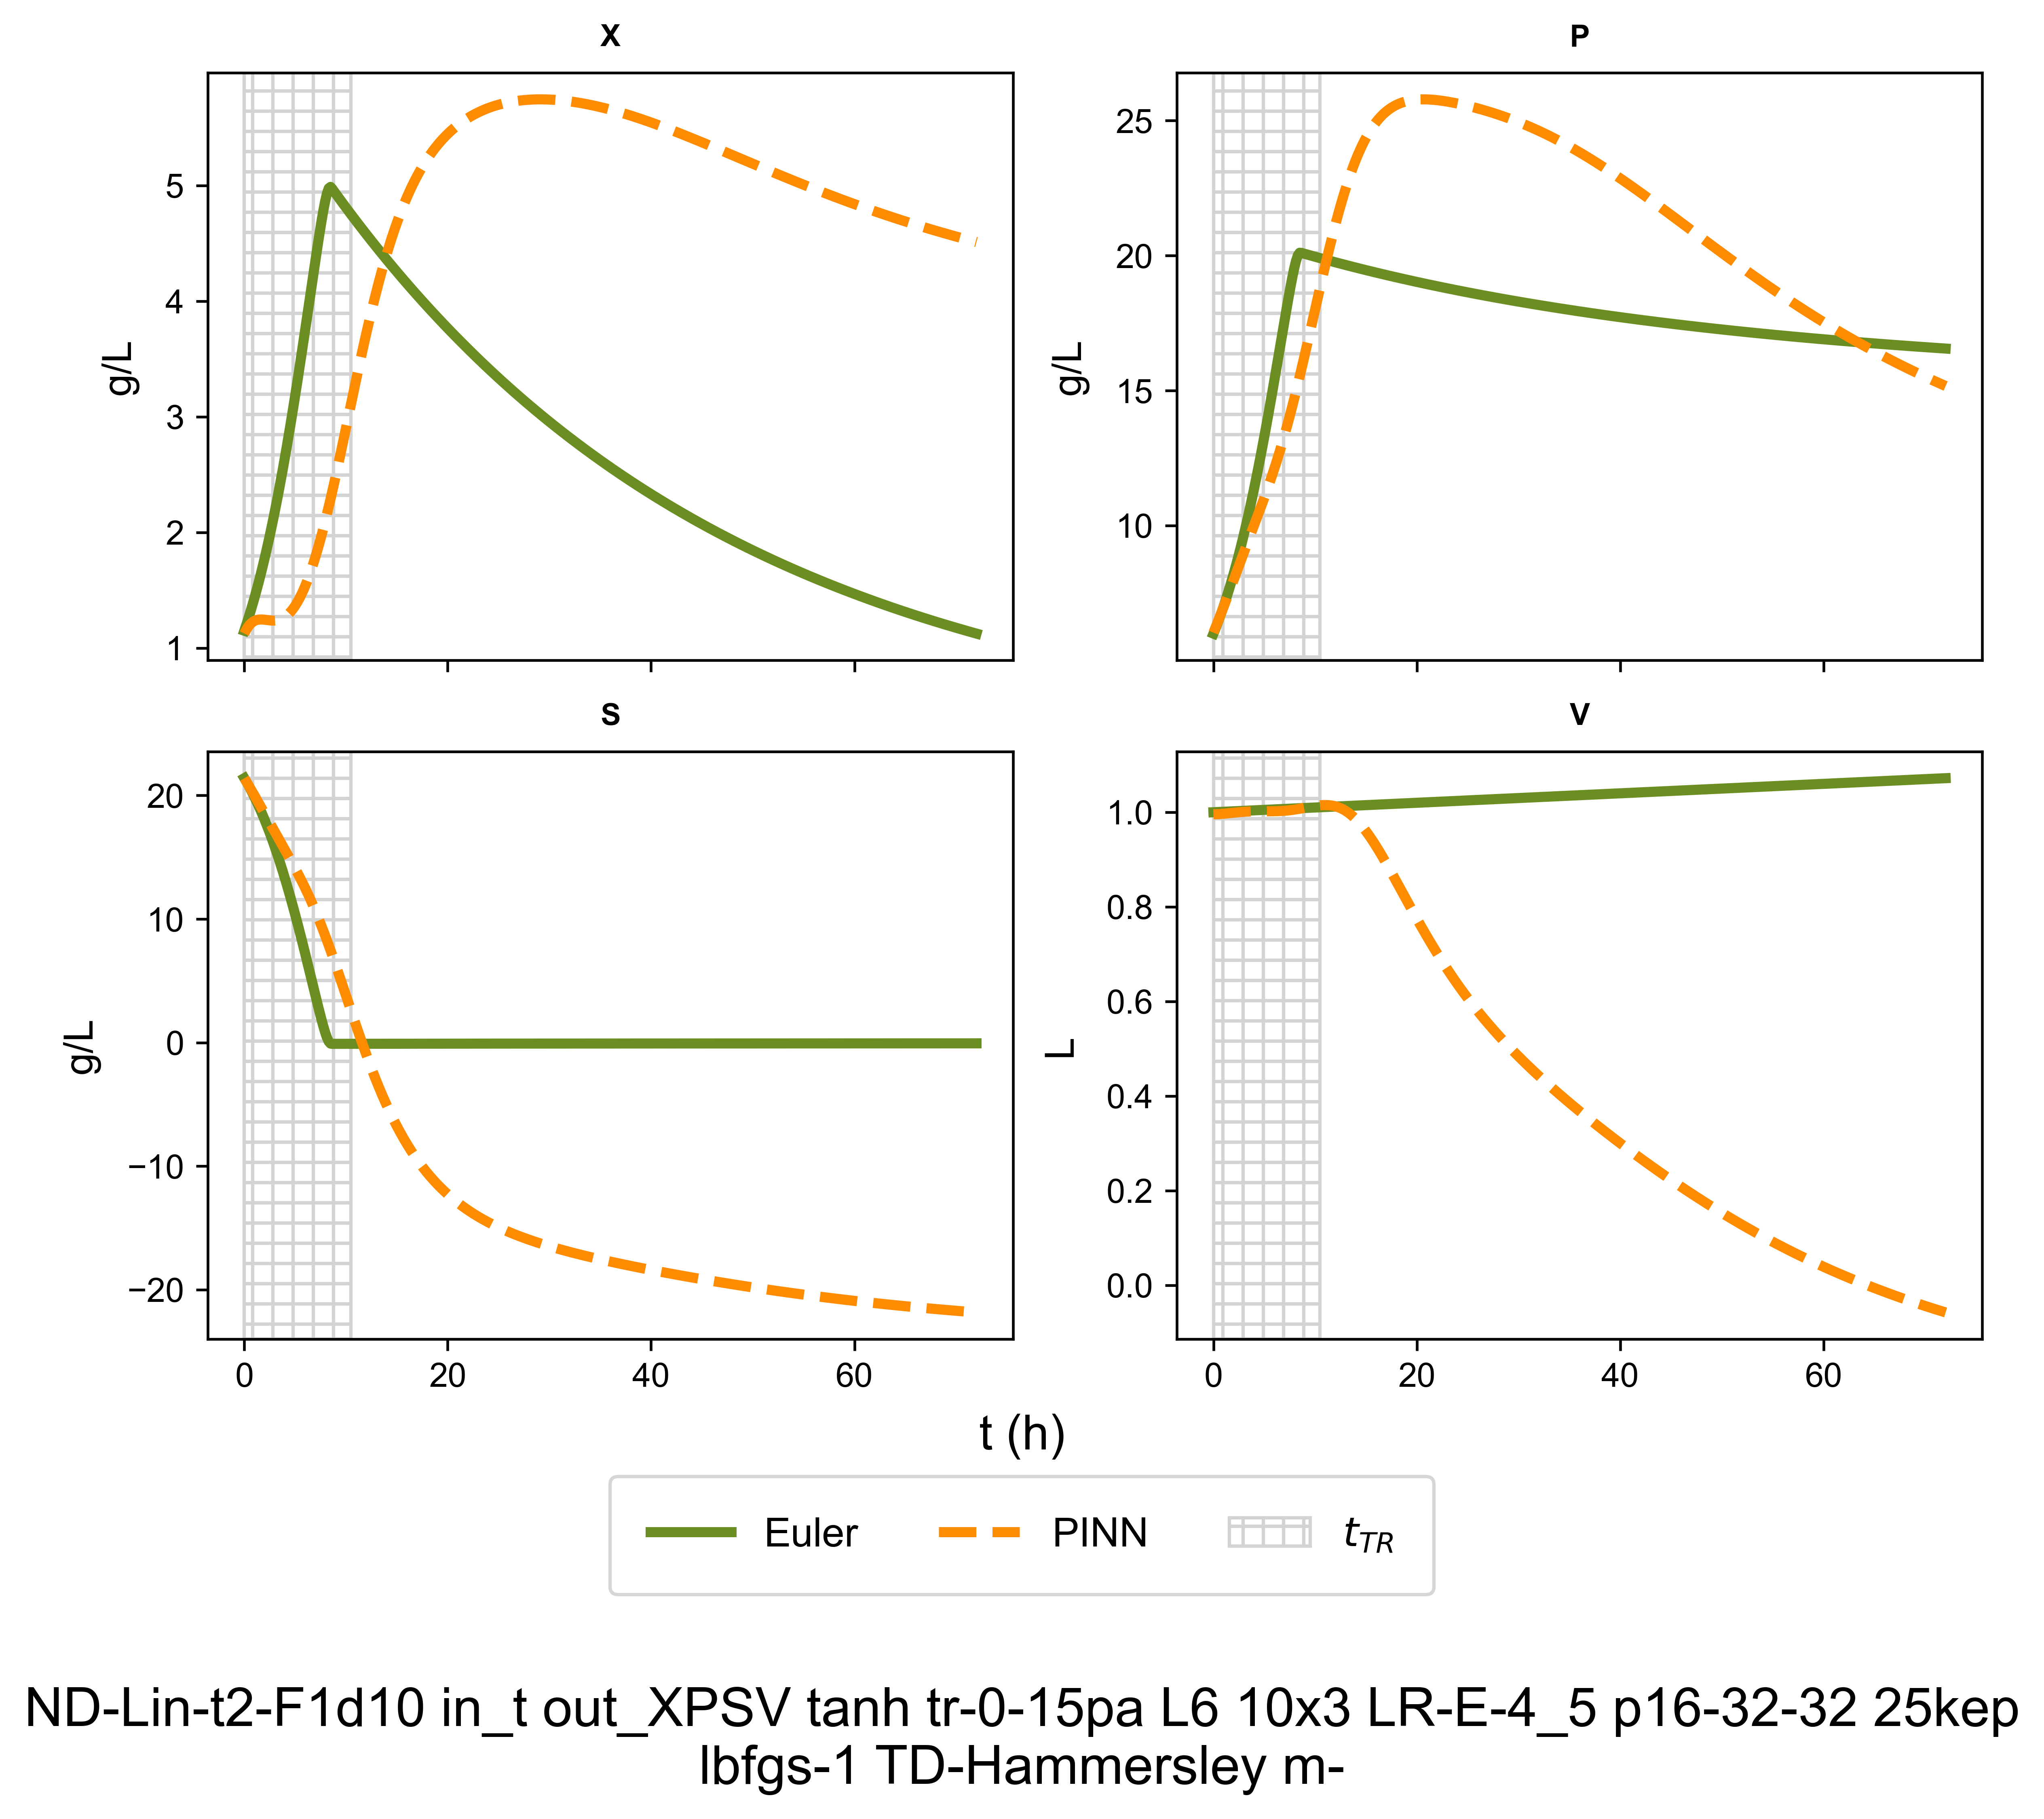 X
P
5
4
3
2
1
g/L
25
20
15
10
g/L
S
V
20
10
0
−10
−20
g/L
0
20
40
60
1.0
0.8
0.6
0.4
0.2
0.0
L
0
20
40
60
t (h)
Euler
PINN
t_TR
ND-Lin-t2-F1d10 in_t out_XPSV tanh tr-0-15pa L6 10x3 LR-E-4_5 p16-32-32 25kep
lbfgs-1 TD-Hammersley m-